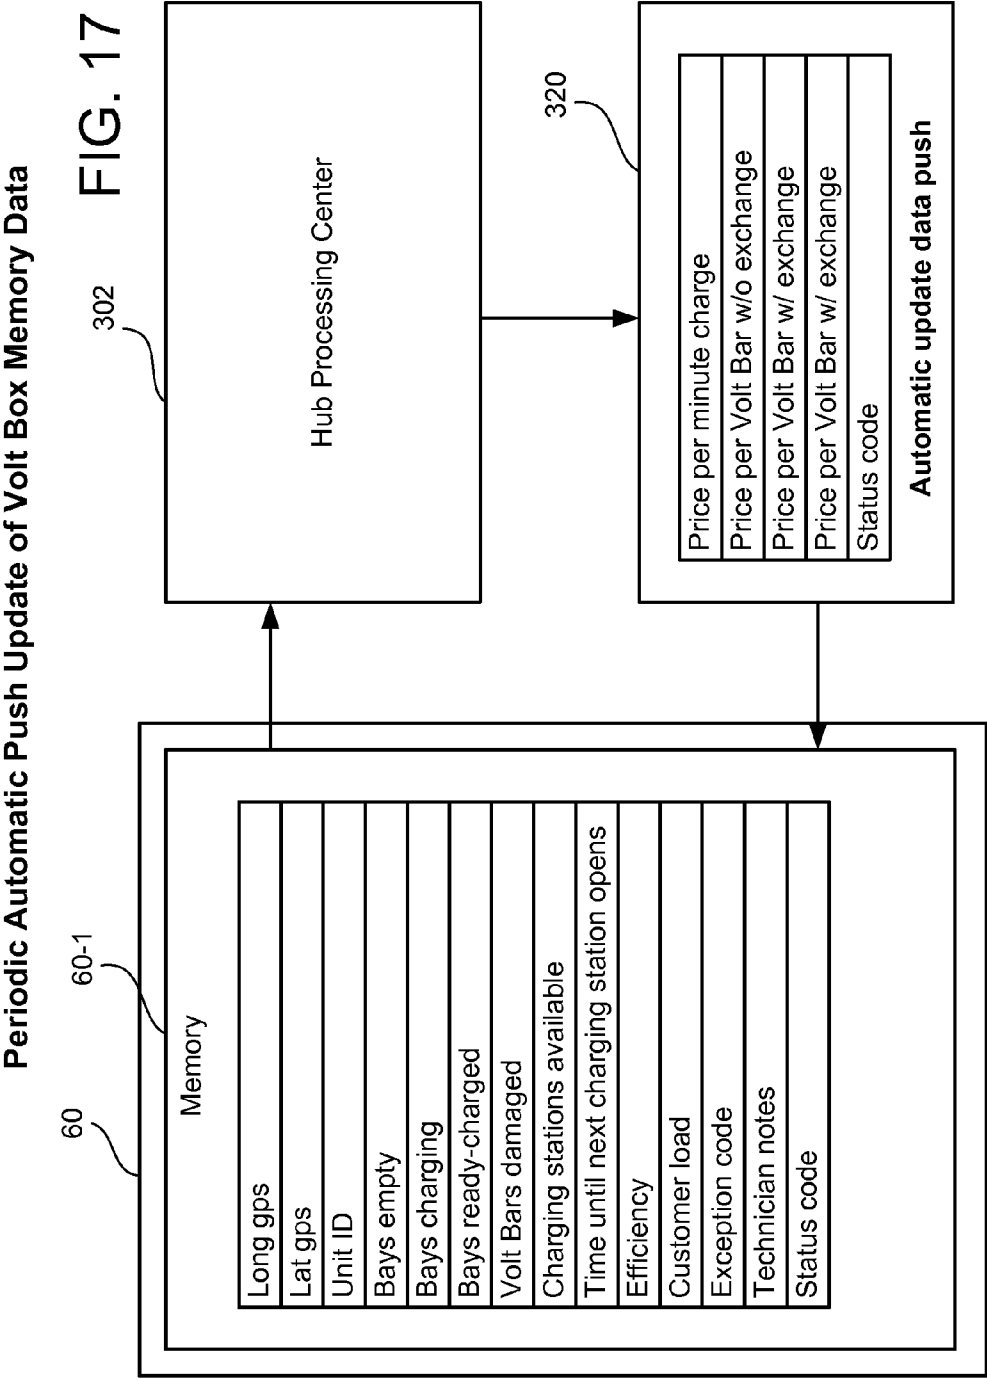 Periodic Automatic Push Update of Volt Box Memory Data
FIG. 17
60
60-1
Memory
Long gps
Lat gps
Unit ID
Bays empty
Bays charging
Bays ready-charged
Volt Bars damaged
Charging stations available
Time until next charging station opens
Efficiency
Customer load
Exception code
Technician notes
Status code
302
Hub Processing Center
320
Price per minute charge
Price per Volt Bar w/o exchange
Price per Volt Bar w/ exchange
Price per Volt Bar w/ exchange
Status code
Automatic update data push